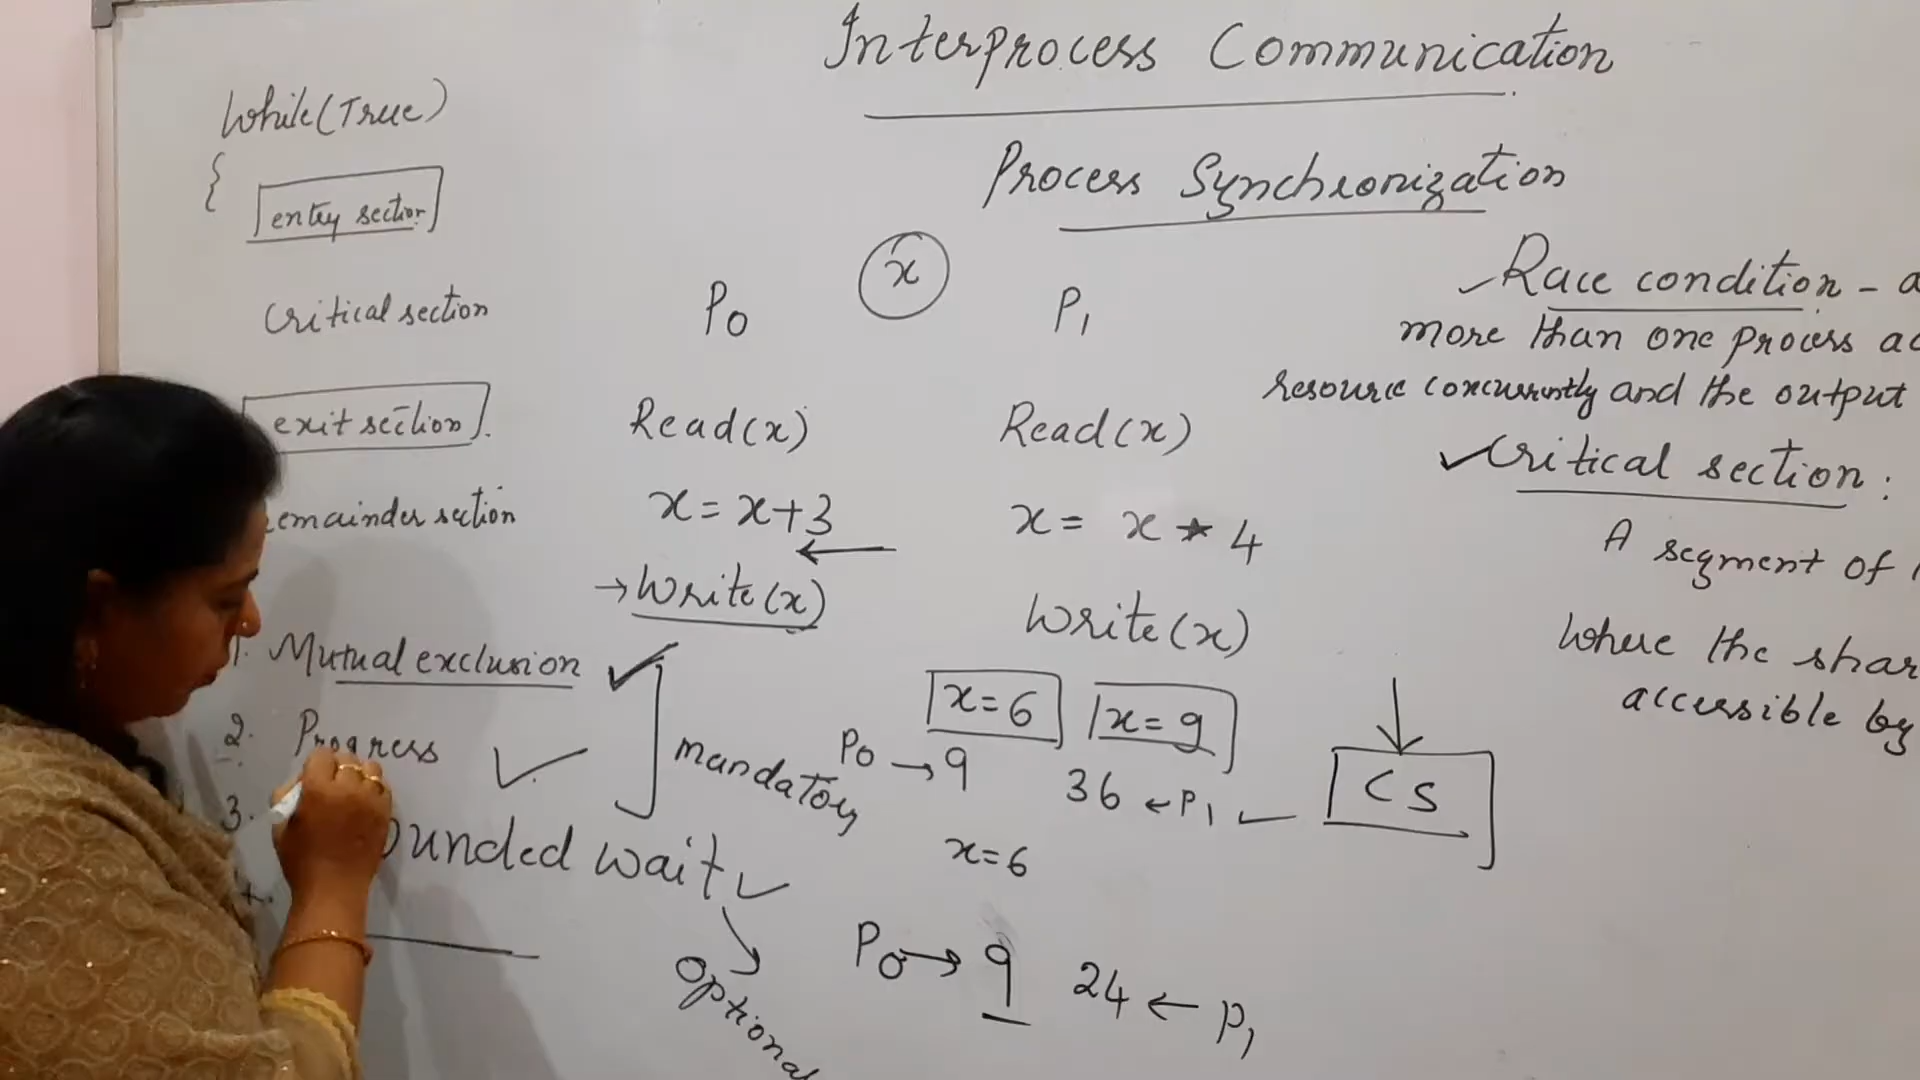 Interprocess Communication
Process Synchronization
While(True)
{
entry section
Critical section
exit section
remainder section
1. Mutual exclusion
2. Progress
3.
ounded wait
mandatory
optional
x
P0
Read(x)
x = x+3
→ Write(x)
P1
Read(x)
x = x * 4
Write(x)
x=6
x=9
P0 → 9
36 ← P1
x=6
P0 → 9
24 ← P1
CS
Race condition -
more than one process
resource concurrently and the output
Critical section :
A segment of
Where the
accessible by